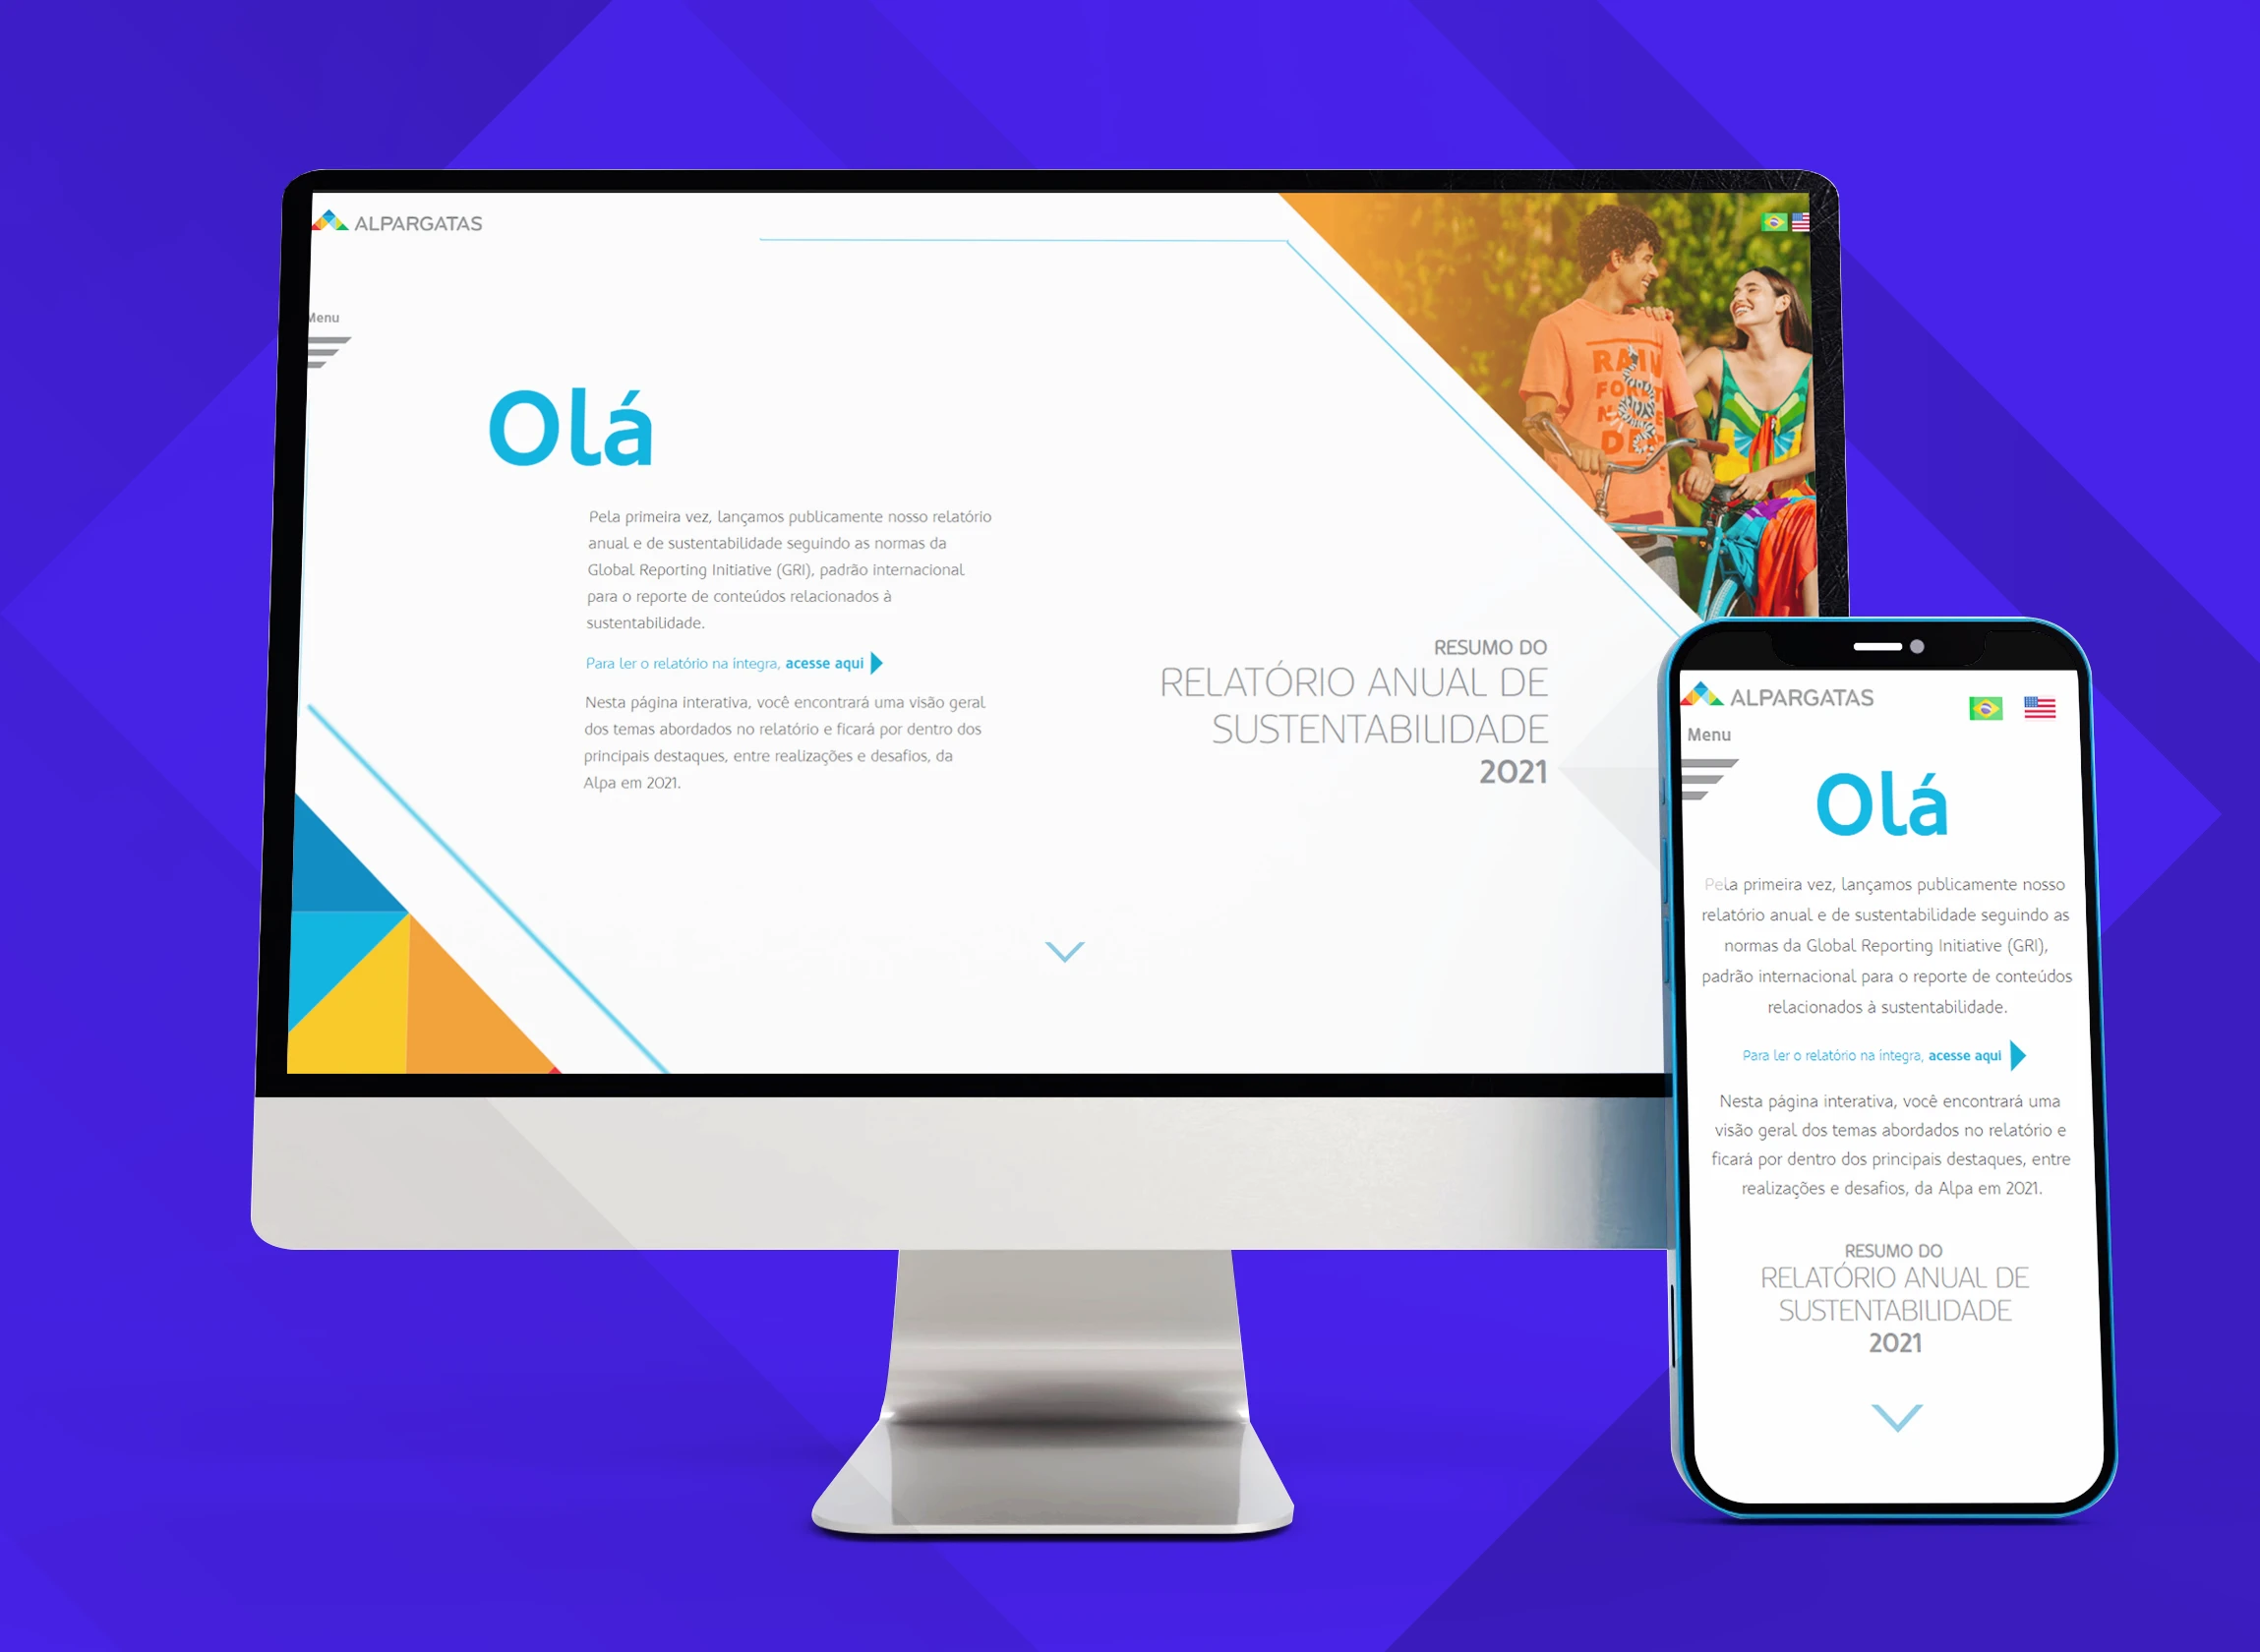 ALPARGATAS
Menu
Olá
Pela primeira vez, lançamos publicamente nosso relatório
anual e de sustentabilidade seguindo as normas da
Global Reporting Initiative (GRI), padrão internacional
para o reporte de conteúdos relacionados à
sustentabilidade.
Para ler o relatório na íntegra, acesse aqui
Nesta página interativa, você encontrará uma visão geral
dos temas abordados no relatório e ficará por dentro dos
principais destaques, entre realizações e desafios, da
Alpa em 2021.
RESUMO DO
RELATÓRIO ANUAL DE
SUSTENTABILIDADE
2021
RAIN
ALPARGATAS
Menu
Olá
Pela primeira vez, lançamos publicamente nosso
relatório anual e de sustentabilidade seguindo as
normas da Global Reporting Initiative (GRI),
padrão internacional para o reporte de conteúdos
relacionados à sustentabilidade.
Para ler o relatório na íntegra, acesse aqui
Nesta página interativa, você encontrará uma
visão geral dos temas abordados no relatório e
ficará por dentro dos principais destaques, entre
realizações e desafios, da Alpa em 2021.
RESUMO DO
RELATÓRIO ANUAL DE
SUSTENTABILIDADE
2021